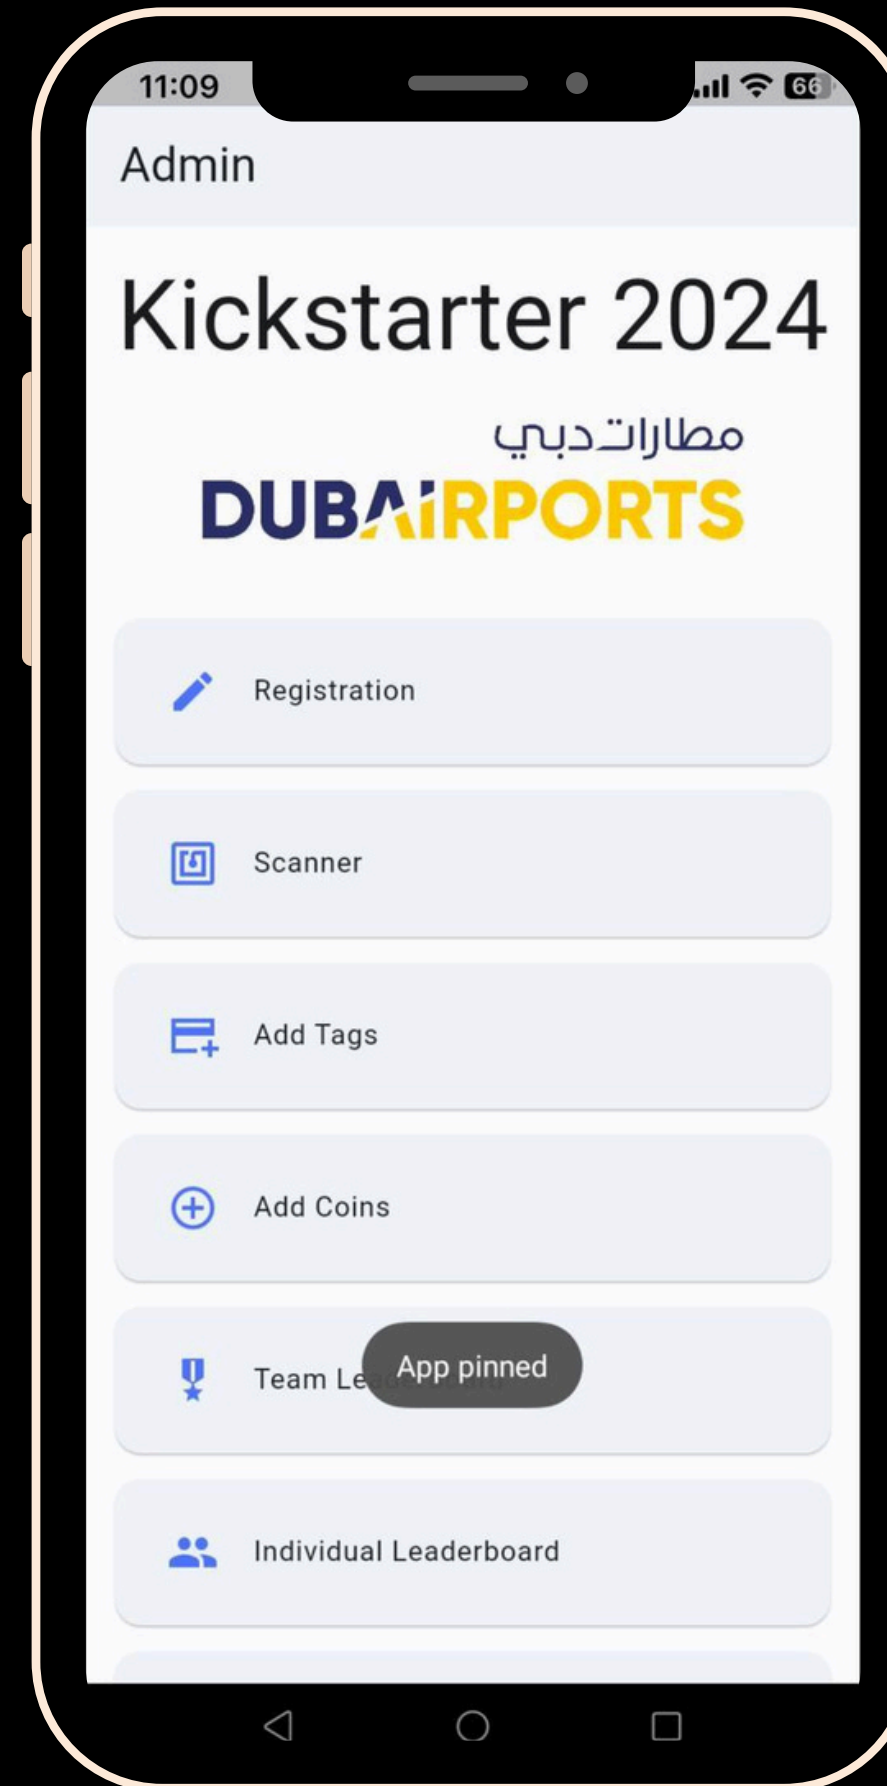 11:09
66
Admin
Kickstarter 2024
مطارات دبي
DUBAiRPORTS
Registration
Scanner
Add Tags
Add Coins
Team
App pinned
Individual Leaderboard